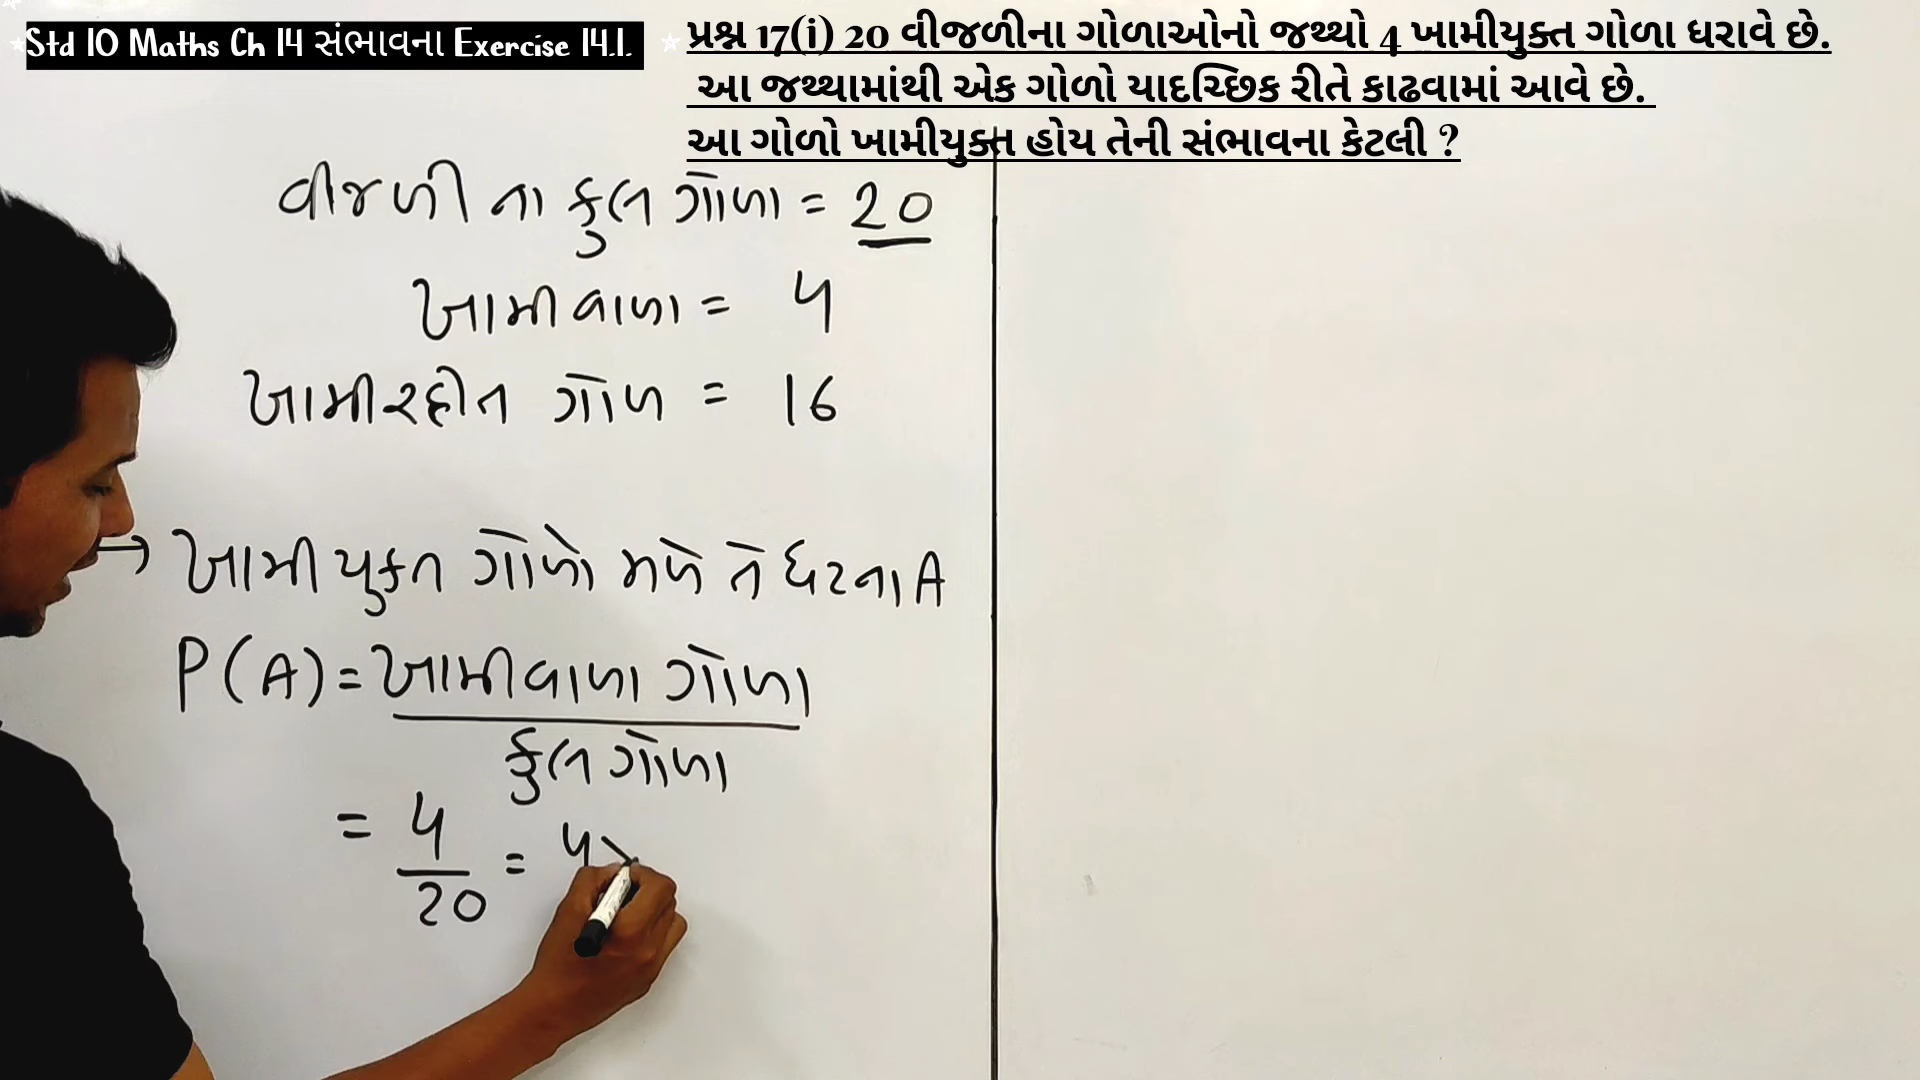 Std 10 Maths Ch 14 સંભાવના Exercise 14.1.
પ્રશ્ન 17(i) 20 વીજળીના ગોળાઓનો જથ્થો 4 ખામીયુક્ત ગોળા ધરાવે છે.
આ જથ્થામાંથી એક ગોળો યાદચ્છિક રીતે કાઢવામાં આવે છે.
આ ગોળો ખામીયુક્ત હોય તેની સંભાવના કેટલી ?
વીજળી ના કુલ ગોળા = 20
ખામીવાળા = 4
ખામીરહીત ગોળ = 16
→ ખામીયુક્ત ગોળો મળે તે ઘટના A
P(A) = ખામીવાળા ગોળા
કુલ ગોળા
= 4/20 = 4×